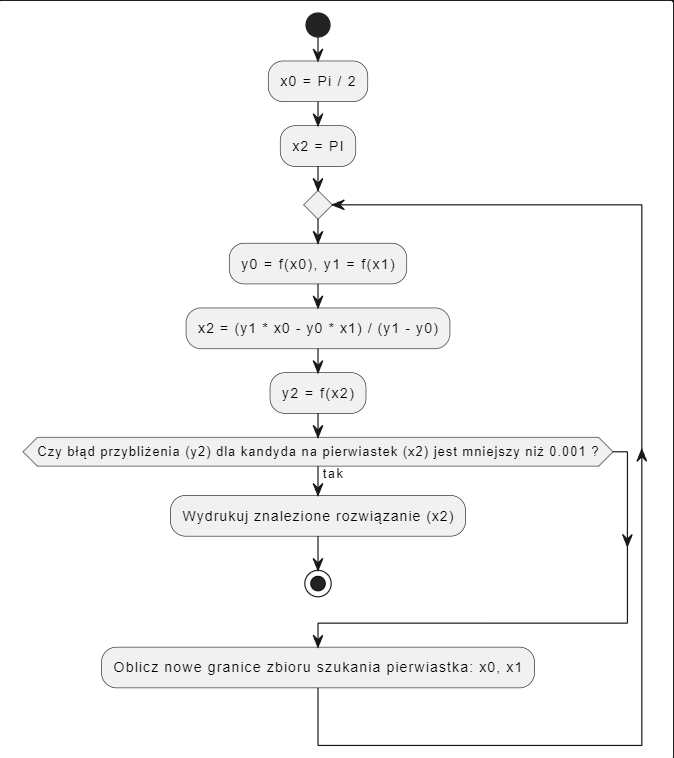 x0 = Pi / 2
x2 = PI
y0 = f(x0), y1 = f(x1)
x2 = (y1 * x0 - y0 * x1) / (y1 - y0)
y2 = f(x2)
Czy błąd przybliżenia (y2) dla kandyda na pierwiastek (x2) jest mniejszy niż 0.001 ?
tak
Wydrukuj znalezione rozwiązanie (x2)
Oblicz nowe granice zbioru szukania pierwiastka: x0, x1